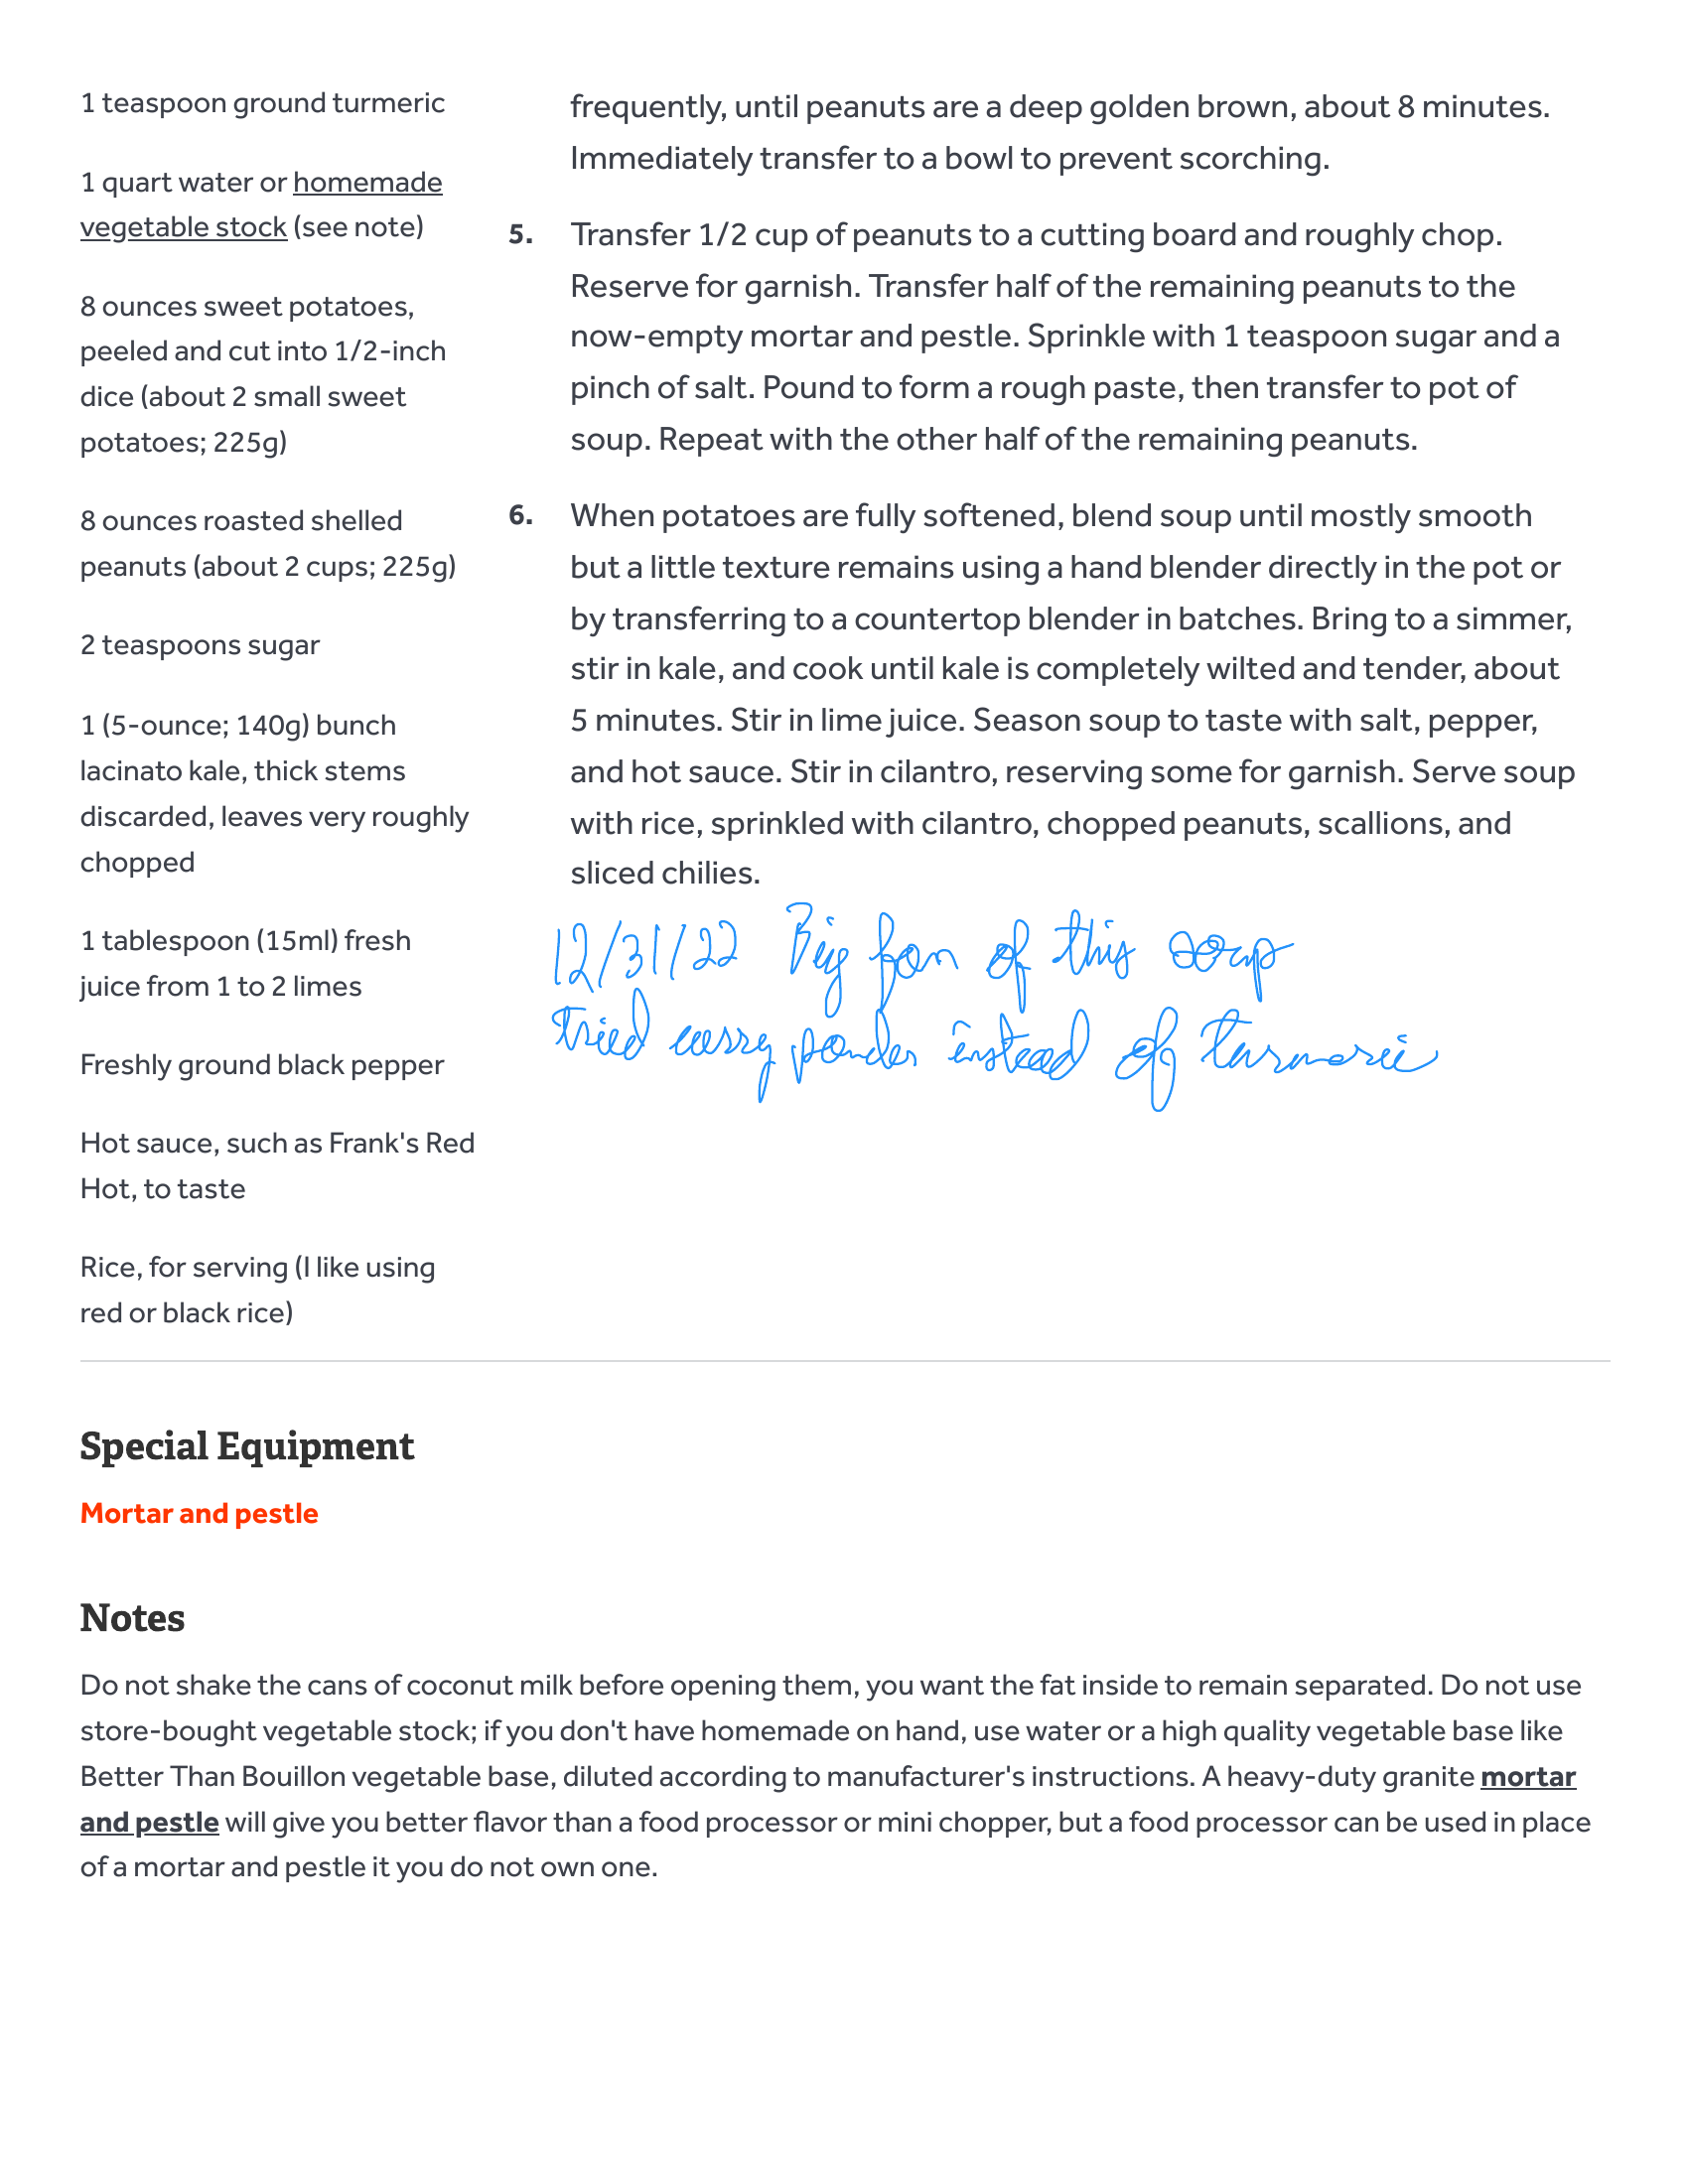 1 teaspoon ground turmeric
1 quart water or homemade
vegetable stock (see note)
8 ounces sweet potatoes,
peeled and cut into 1/2-inch
dice (about 2 small sweet
potatoes; 225g)
8 ounces roasted shelled
peanuts (about 2 cups; 225g)
2 teaspoons sugar
1 (5-ounce; 140g) bunch
lacinato kale, thick stems
discarded, leaves very roughly
chopped
1 tablespoon (15ml) fresh
juice from 1 to 2 limes
Freshly ground black pepper
Hot sauce, such as Frank's Red
Hot, to taste
Rice, for serving (I like using
red or black rice)
frequently, until peanuts are a deep golden brown, about 8 minutes.
Immediately transfer to a bowl to prevent scorching.
5. Transfer 1/2 cup of peanuts to a cutting board and roughly chop.
Reserve for garnish. Transfer half of the remaining peanuts to the
now-empty mortar and pestle. Sprinkle with 1 teaspoon sugar and a
pinch of salt. Pound to form a rough paste, then transfer to pot of
soup. Repeat with the other half of the remaining peanuts.
6. When potatoes are fully softened, blend soup until mostly smooth
but a little texture remains using a hand blender directly in the pot or
by transferring to a countertop blender in batches. Bring to a simmer,
stir in kale, and cook until kale is completely wilted and tender, about
5 minutes. Stir in lime juice. Season soup to taste with salt, pepper,
and hot sauce. Stir in cilantro, reserving some for garnish. Serve soup
with rice, sprinkled with cilantro, chopped peanuts, scallions, and
sliced chilies.
12/31/22 Big fan of this soup
tried curry powder instead of turmeric
Special Equipment
Mortar and pestle
Notes
Do not shake the cans of coconut milk before opening them, you want the fat inside to remain separated. Do not use
store-bought vegetable stock; if you don't have homemade on hand, use water or a high quality vegetable base like
Better Than Bouillon vegetable base, diluted according to manufacturer's instructions. A heavy-duty granite mortar
and pestle will give you better flavor than a food processor or mini chopper, but a food processor can be used in place
of a mortar and pestle it you do not own one.